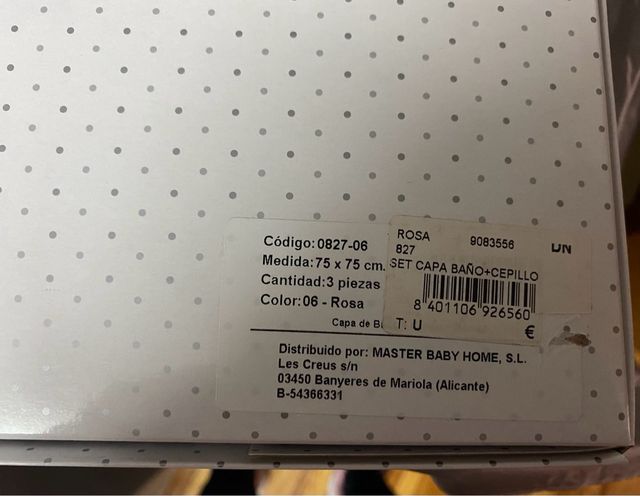 Código:0827-06
Medida:75 x 75 cm.
Cantidad:3 piezas
Color:06 - Rosa
Capa de
ROSA 9083556 UN
827
SET CAPA BAÑO+CEPILLO
8 401106 926560
T: U €
Distribuido por: MASTER BABY HOME, S.L.
Les Creus s/n
03450 Banyeres de Mariola (Alicante)
B-54366331